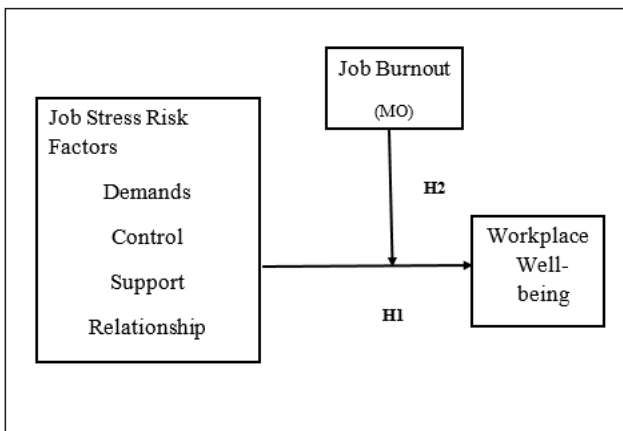 Job Burnout
(MO)
Job Stress Risk
Factors
Demands
Control
Support
Relationship
H2
Workplace
Well-
being
H1